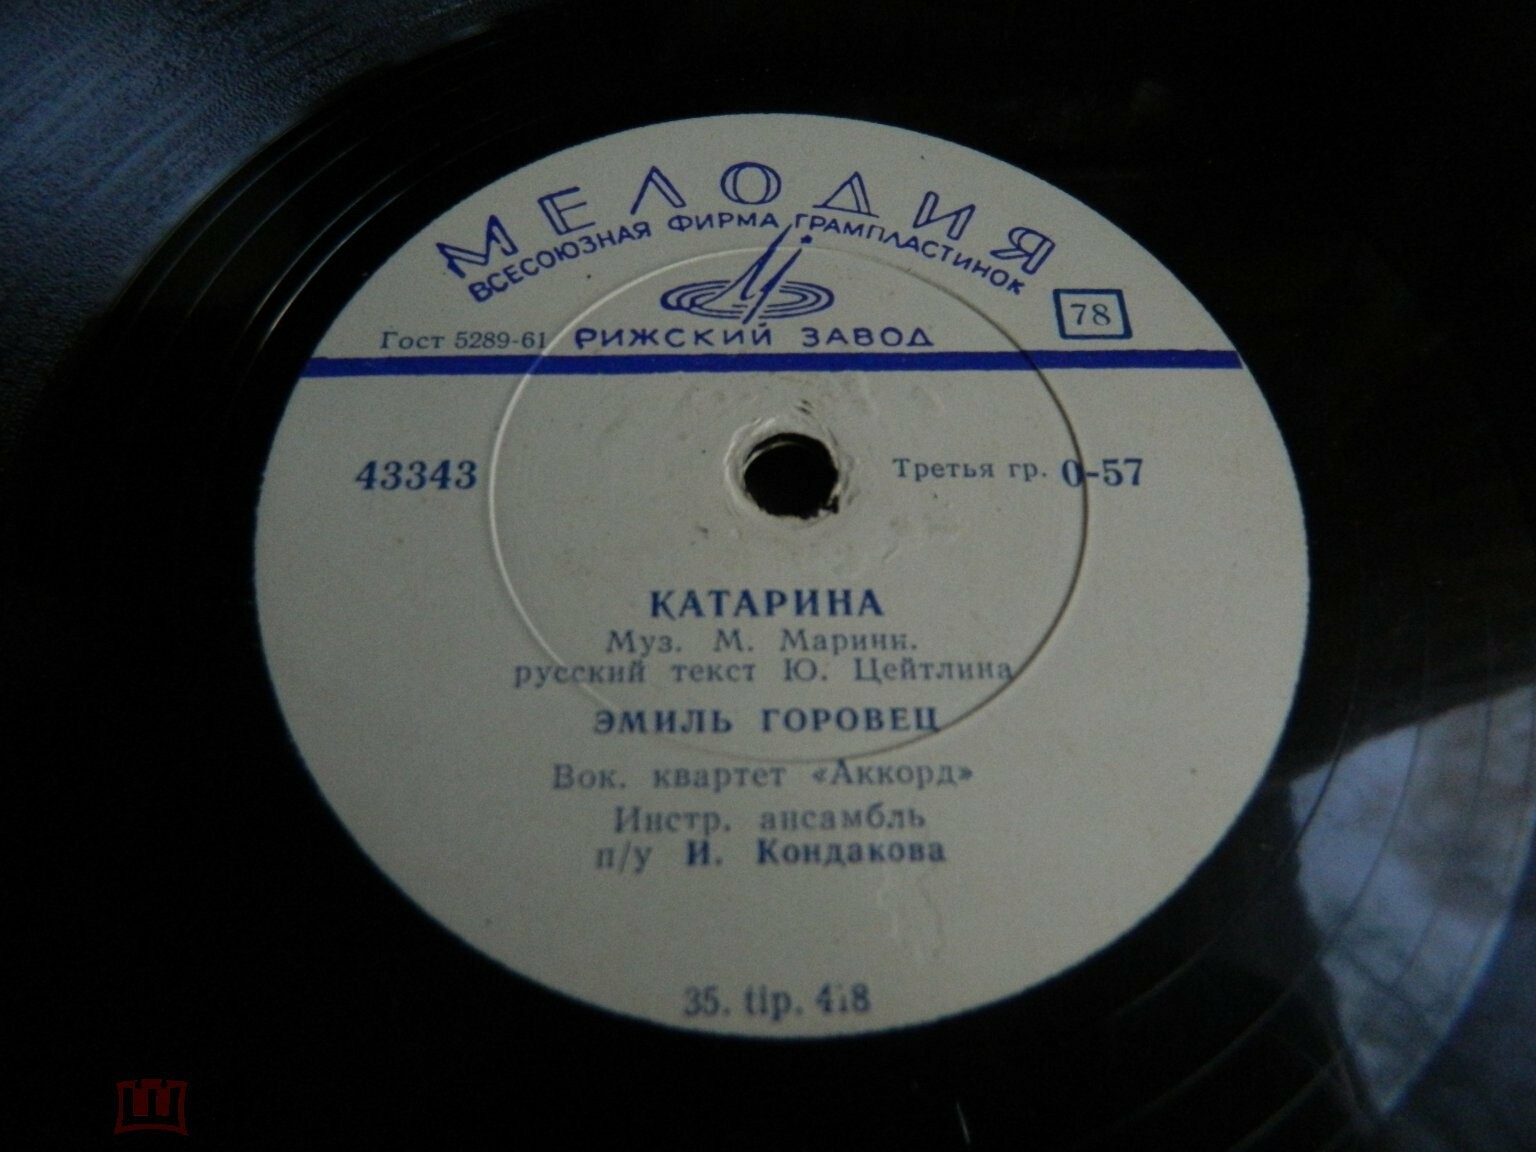 МЕЛОДИЯ
ВСЕСОЮЗНАЯ ФИРМА ГРАМПЛАСТИНОК
78
Гост 5289-61 РИЖСКИЙ ЗАВОД
43343 Третья гр. 0-57
КАТАРИНА
Муз. М. Марини.
русский текст Ю. Цейтлина
ЭМИЛЬ ГОРОВЕЦ
Вок. квартет «Аккорд»
Инстр. ансамбль
п/у И. Кондакова
35. tip.